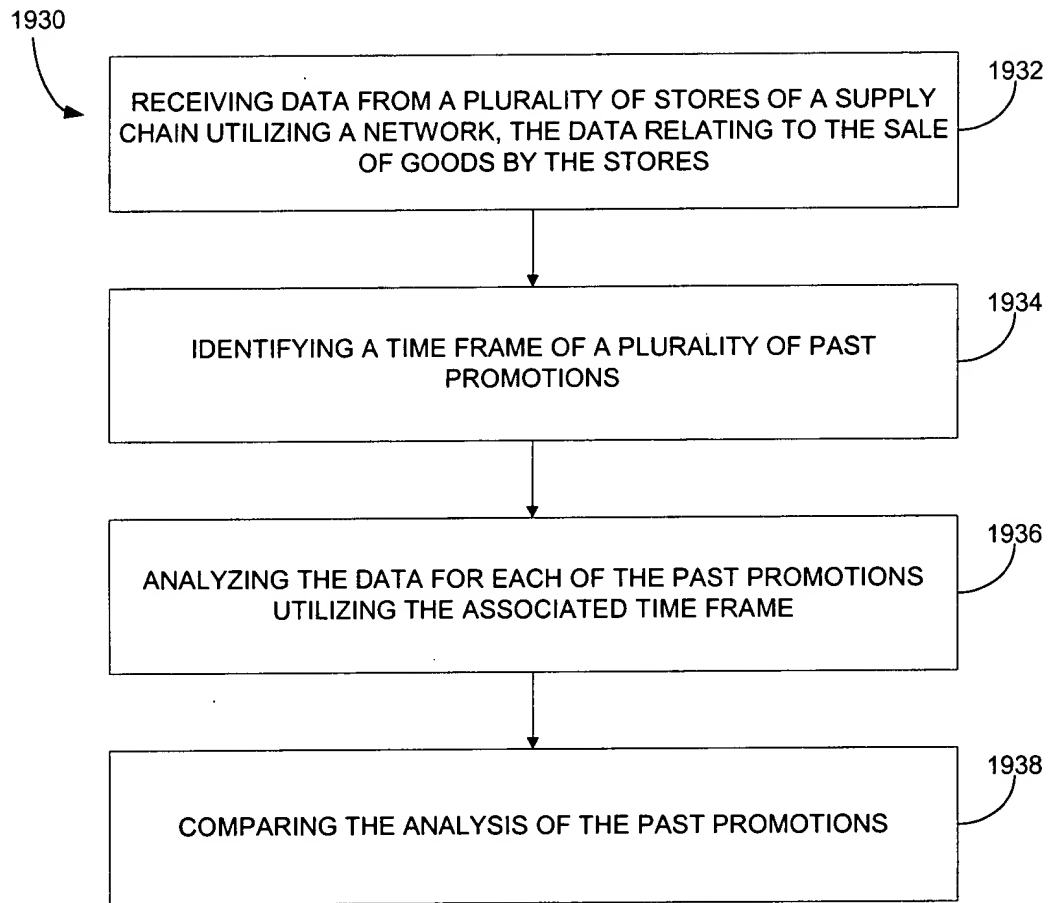 1930
1932
RECEIVING DATA FROM A PLURALITY OF STORES OF A SUPPLY
CHAIN UTILIZING A NETWORK, THE DATA RELATING TO THE SALE
OF GOODS BY THE STORES
1934
IDENTIFYING A TIME FRAME OF A PLURALITY OF PAST
PROMOTIONS
1936
ANALYZING THE DATA FOR EACH OF THE PAST PROMOTIONS
UTILIZING THE ASSOCIATED TIME FRAME
1938
COMPARING THE ANALYSIS OF THE PAST PROMOTIONS